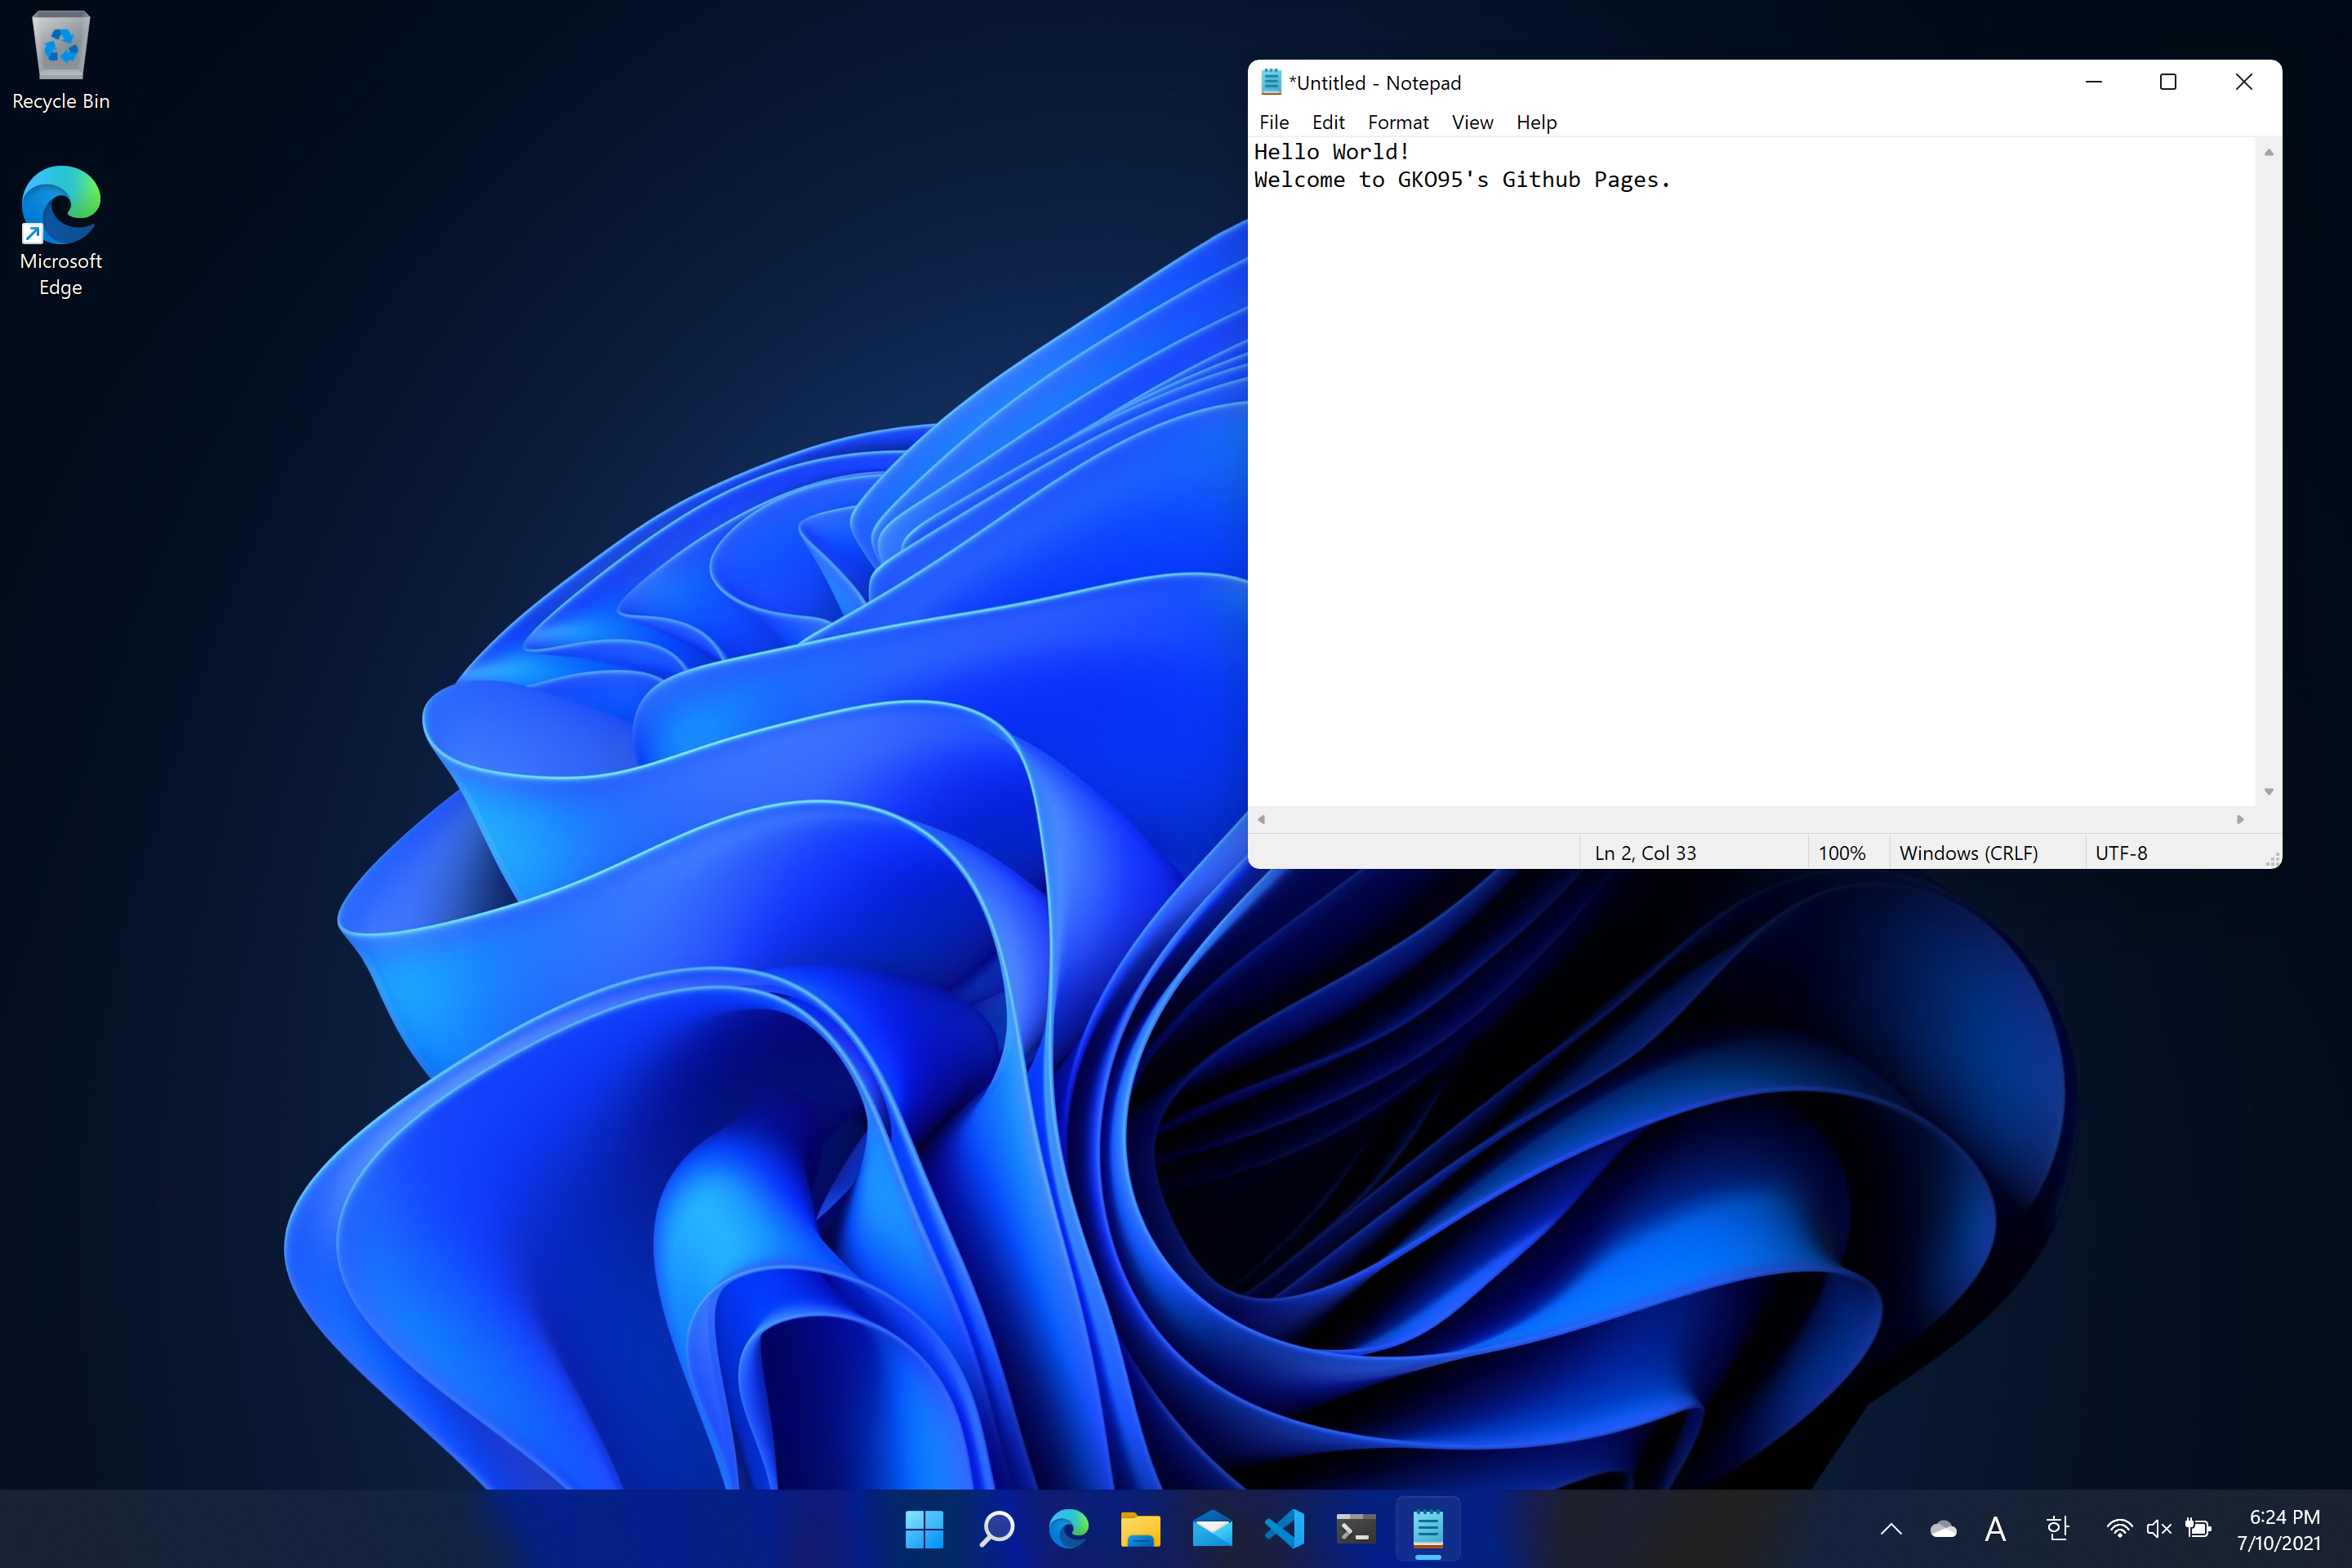 Recycle Bin
Microsoft
Edge
*Untitled - Notepad
File Edit Format View Help
Hello World!
Welcome to GKO95's Github Pages.
Ln 2, Col 33 100% Windows (CRLF) UTF-8
A 한 6:24 PM
7/10/2021